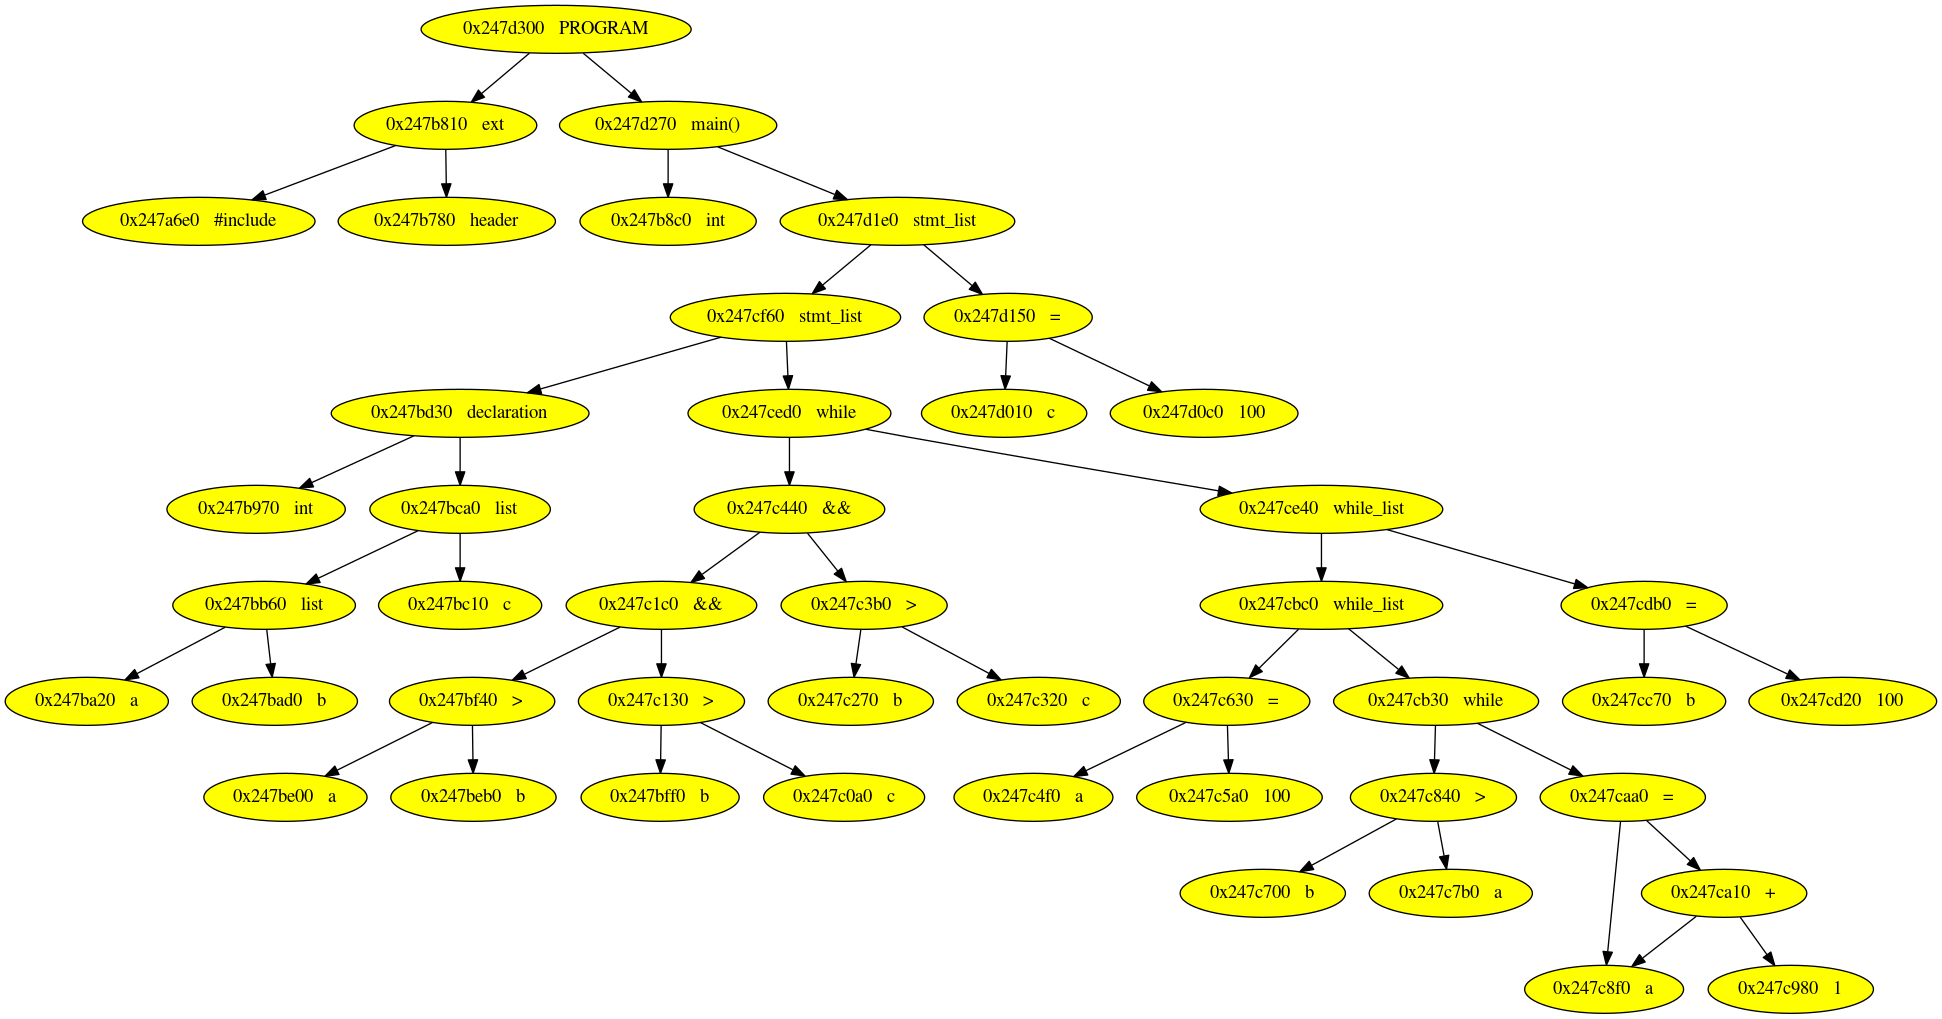 0x247d300 PROGRAM
0x247b810 ext
0x247d270 main()
0x247a6e0 #include
0x247b780 header
0x247b8c0 int
0x247d1e0 stmt_list
0x247cf60 stmt_list
0x247d150 =
0x247bd30 declaration
0x247ced0 while
0x247d010 c
0x247d0c0 100
0x247b970 int
0x247bca0 list
0x247c440 &&
0x247ce40 while_list
0x247bb60 list
0x247bc10 c
0x247c1c0 &&
0x247c3b0 >
0x247cbc0 while_list
0x247cdb0 =
0x247ba20 a
0x247bad0 b
0x247bf40 >
0x247c130 >
0x247c270 b
0x247c320 c
0x247c630 =
0x247cb30 while
0x247cc70 b
0x247cd20 100
0x247be00 a
0x247beb0 b
0x247bff0 b
0x247c0a0 c
0x247c4f0 a
0x247c5a0 100
0x247c840 >
0x247caa0 =
0x247c700 b
0x247c7b0 a
0x247ca10 +
0x247c8f0 a
0x247c980 1